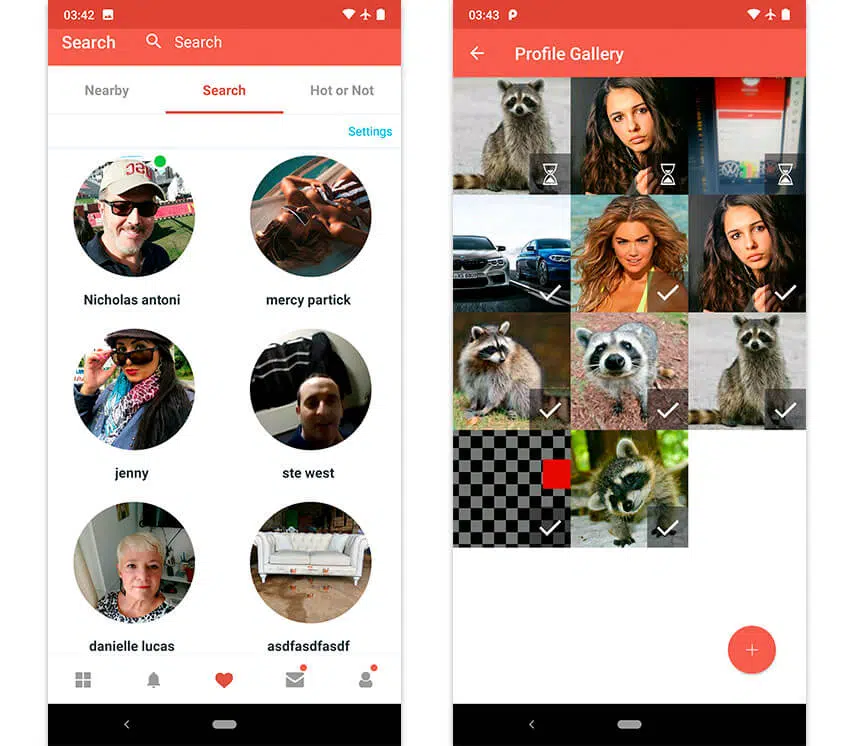 03:42
Search
Search
Nearby
Search
Hot or Not
Settings
Nicholas antoni
mercy partick
jenny
ste west
danielle lucas
asdfasdfasdf
03:43
Profile Gallery